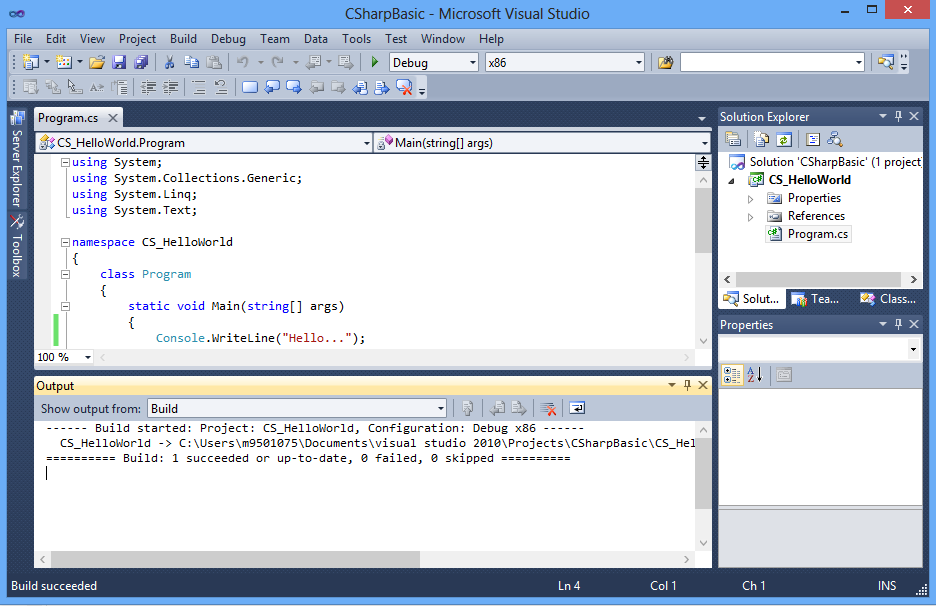 CSharpBasic - Microsoft Visual Studio
File Edit View Project Build Debug Team Data Tools Test Window Help
Debug x86
Server Explorer
Toolbox
Program.cs
CS_HelloWorld.Program Main(string[] args)
using System;
using System.Collections.Generic;
using System.Linq;
using System.Text;
namespace CS_HelloWorld
{
class Program
{
static void Main(string[] args)
{
Console.WriteLine("Hello...");
100 %
Solution Explorer
Solution 'CSharpBasic' (1 project
CS_HelloWorld
Properties
References
Program.cs
Solut... Tea... Class...
Properties
Output
Show output from: Build
------ Build started: Project: CS_HelloWorld, Configuration: Debug x86 ------
CS_HelloWorld -> C:\Users\m9501075\Documents\visual studio 2010\Projects\CSharpBasic\CS_Hel
========== Build: 1 succeeded or up-to-date, 0 failed, 0 skipped ==========
Build succeeded Ln 4 Col 1 Ch 1 INS